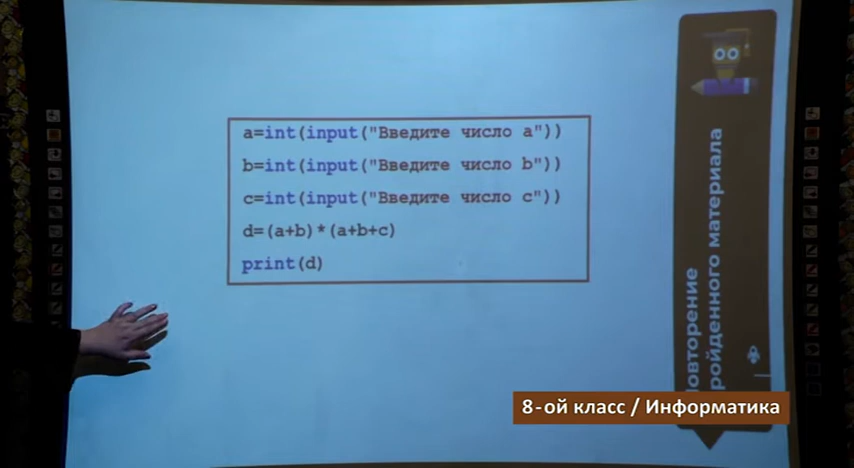 a=int(input("Введите число a"))
b=int(input("Введите число b"))
c=int(input("Введите число c"))
d=(a+b)*(a+b+c)
print(d)
Повторение
пройденного материала
8-ой класс / Информатика